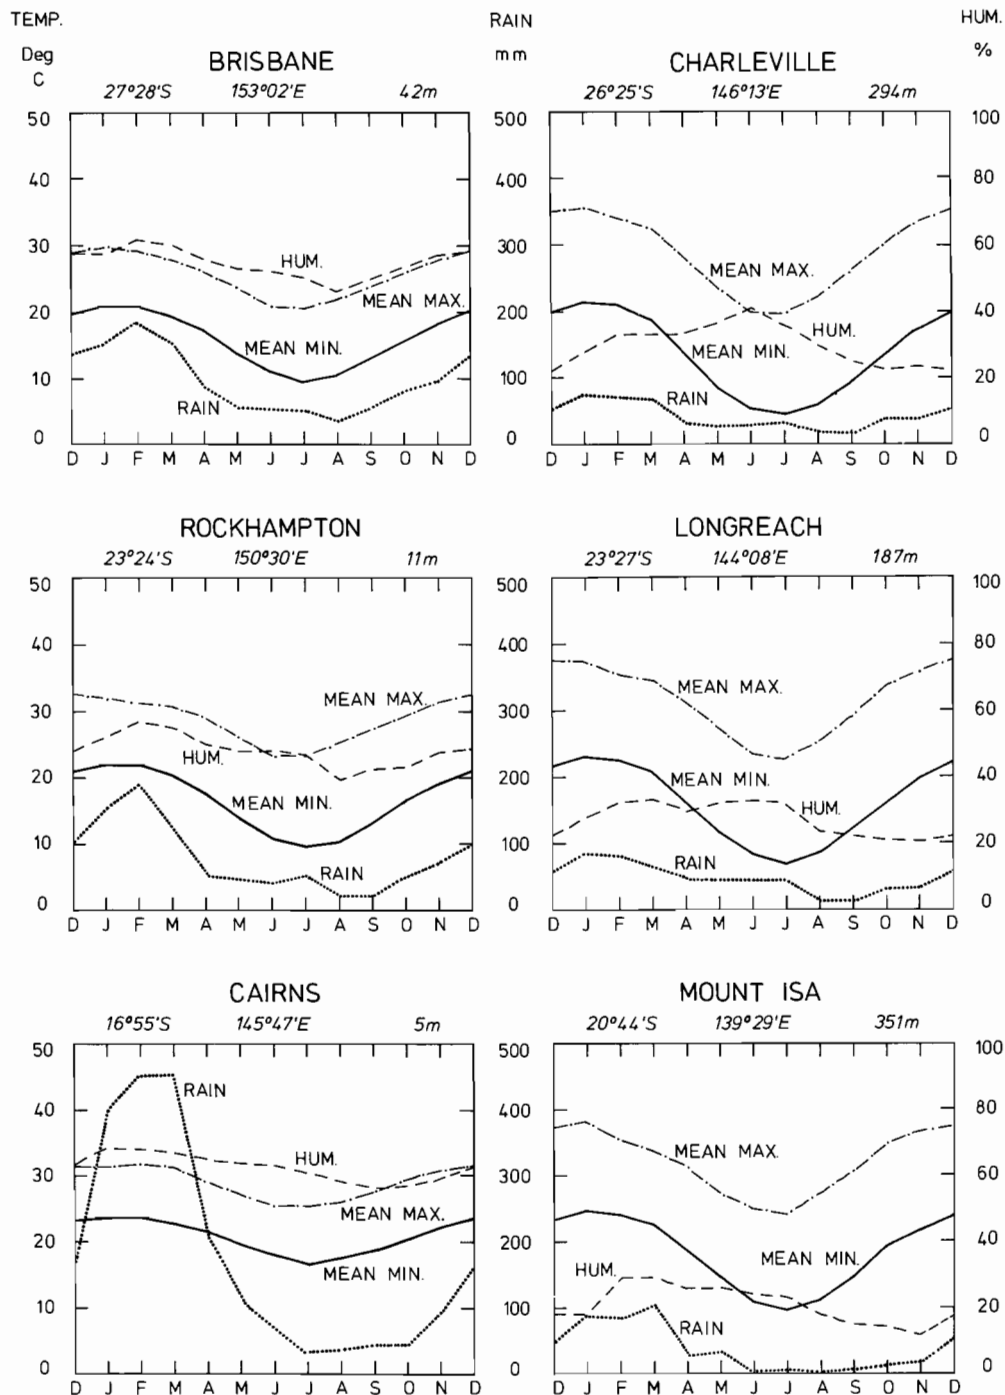 TEMP. RAIN HUM.
Deg mm %
C
BRISBANE CHARLEVILLE
27°28'S 153°02'E 42m 26°25'S 146°13'E 294m
50 500 100
40 400 80
30 300 60
20 200 40
10 100 20
0 0 0
HUM.
MEAN MAX.
MEAN MIN.
RAIN
MEAN MAX.
HUM.
MEAN MIN.
RAIN
D J F M A M J J A S O N D D J F M A M J J A S O N D
ROCKHAMPTON LONGREACH
23°24'S 150°30'E 11m 23°27'S 144°08'E 187m
50 500 100
40 400 80
30 300 60
20 200 40
10 100 20
0 0 0
MEAN MAX.
HUM.
MEAN MIN.
RAIN
MEAN MAX.
MEAN MIN.
HUM.
RAIN
D J F M A M J J A S O N D D J F M A M J J A S O N D
CAIRNS MOUNT ISA
16°55'S 145°47'E 5m 20°44'S 139°29'E 351m
50 500 100
40 400 80
30 300 60
20 200 40
10 100 20
0 0 0
RAIN
HUM.
MEAN MAX.
MEAN MIN.
MEAN MAX.
MEAN MIN.
HUM.
RAIN
D J F M A M J J A S O N D D J F M A M J J A S O N D